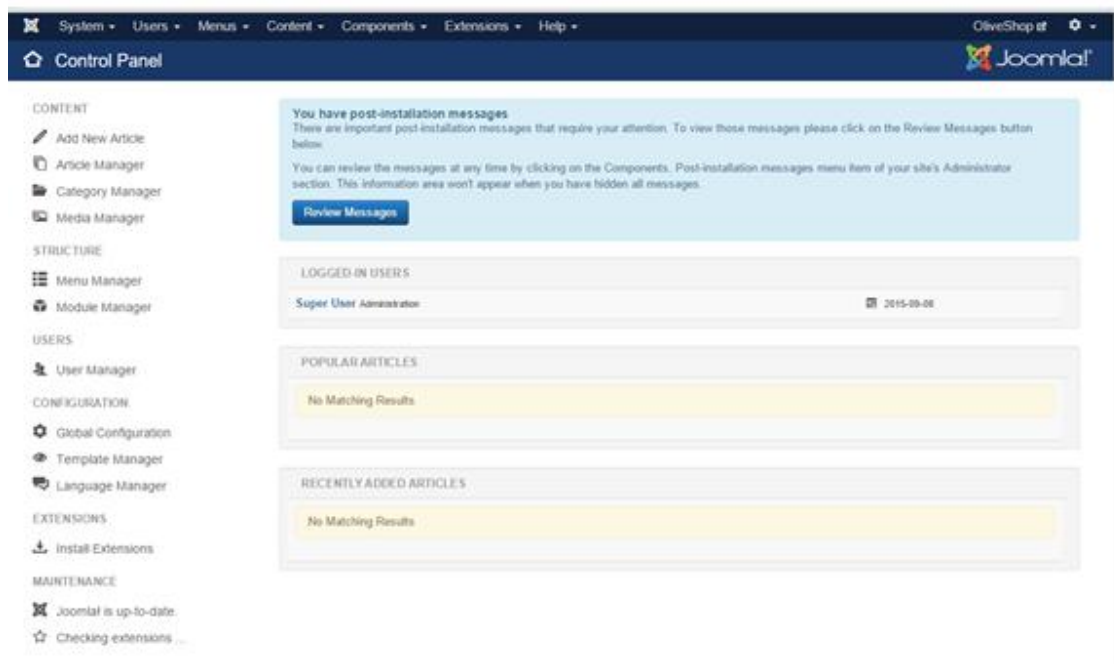 System Users Menus Content Components Extensions Help OliveShop
Control Panel Joomla!
CONTENT
Add New Article
Article Manager
Category Manager
Media Manager
STRUCTURE
Menu Manager
Module Manager
USERS
User Manager
CONFIGURATION
Global Configuration
Template Manager
Language Manager
EXTENSIONS
Install Extensions
MAINTENANCE
Joomla! is up-to-date.
Checking extensions ...
You have post-installation messages
There are important post-installation messages that require your attention. To view those messages please click on the Review Messages button
below.
You can review the messages at any time by clicking on the Components, Post-installation messages menu item of your site's Administrator
section. This information area won't appear when you have hidden all messages.
Review Messages
LOGGED-IN USERS
Super User Administration 2015-09-08
POPULAR ARTICLES
No Matching Results
RECENTLY ADDED ARTICLES
No Matching Results